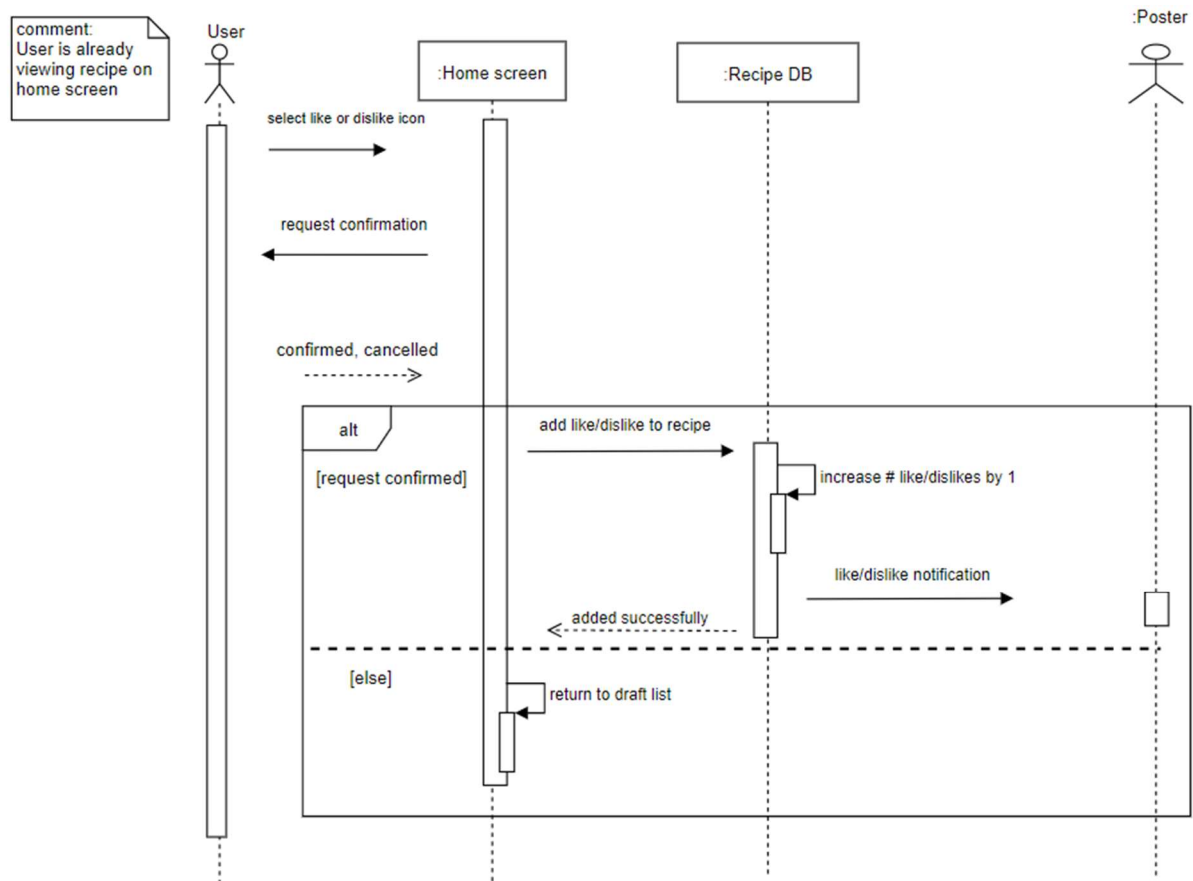 comment:
User is already
viewing recipe on
home screen
User
:Home screen
:Recipe DB
:Poster
select like or dislike icon
request confirmation
confirmed, cancelled
alt
[request confirmed]
add like/dislike to recipe
increase # like/dislikes by 1
like/dislike notification
added successfully
[else]
return to draft list